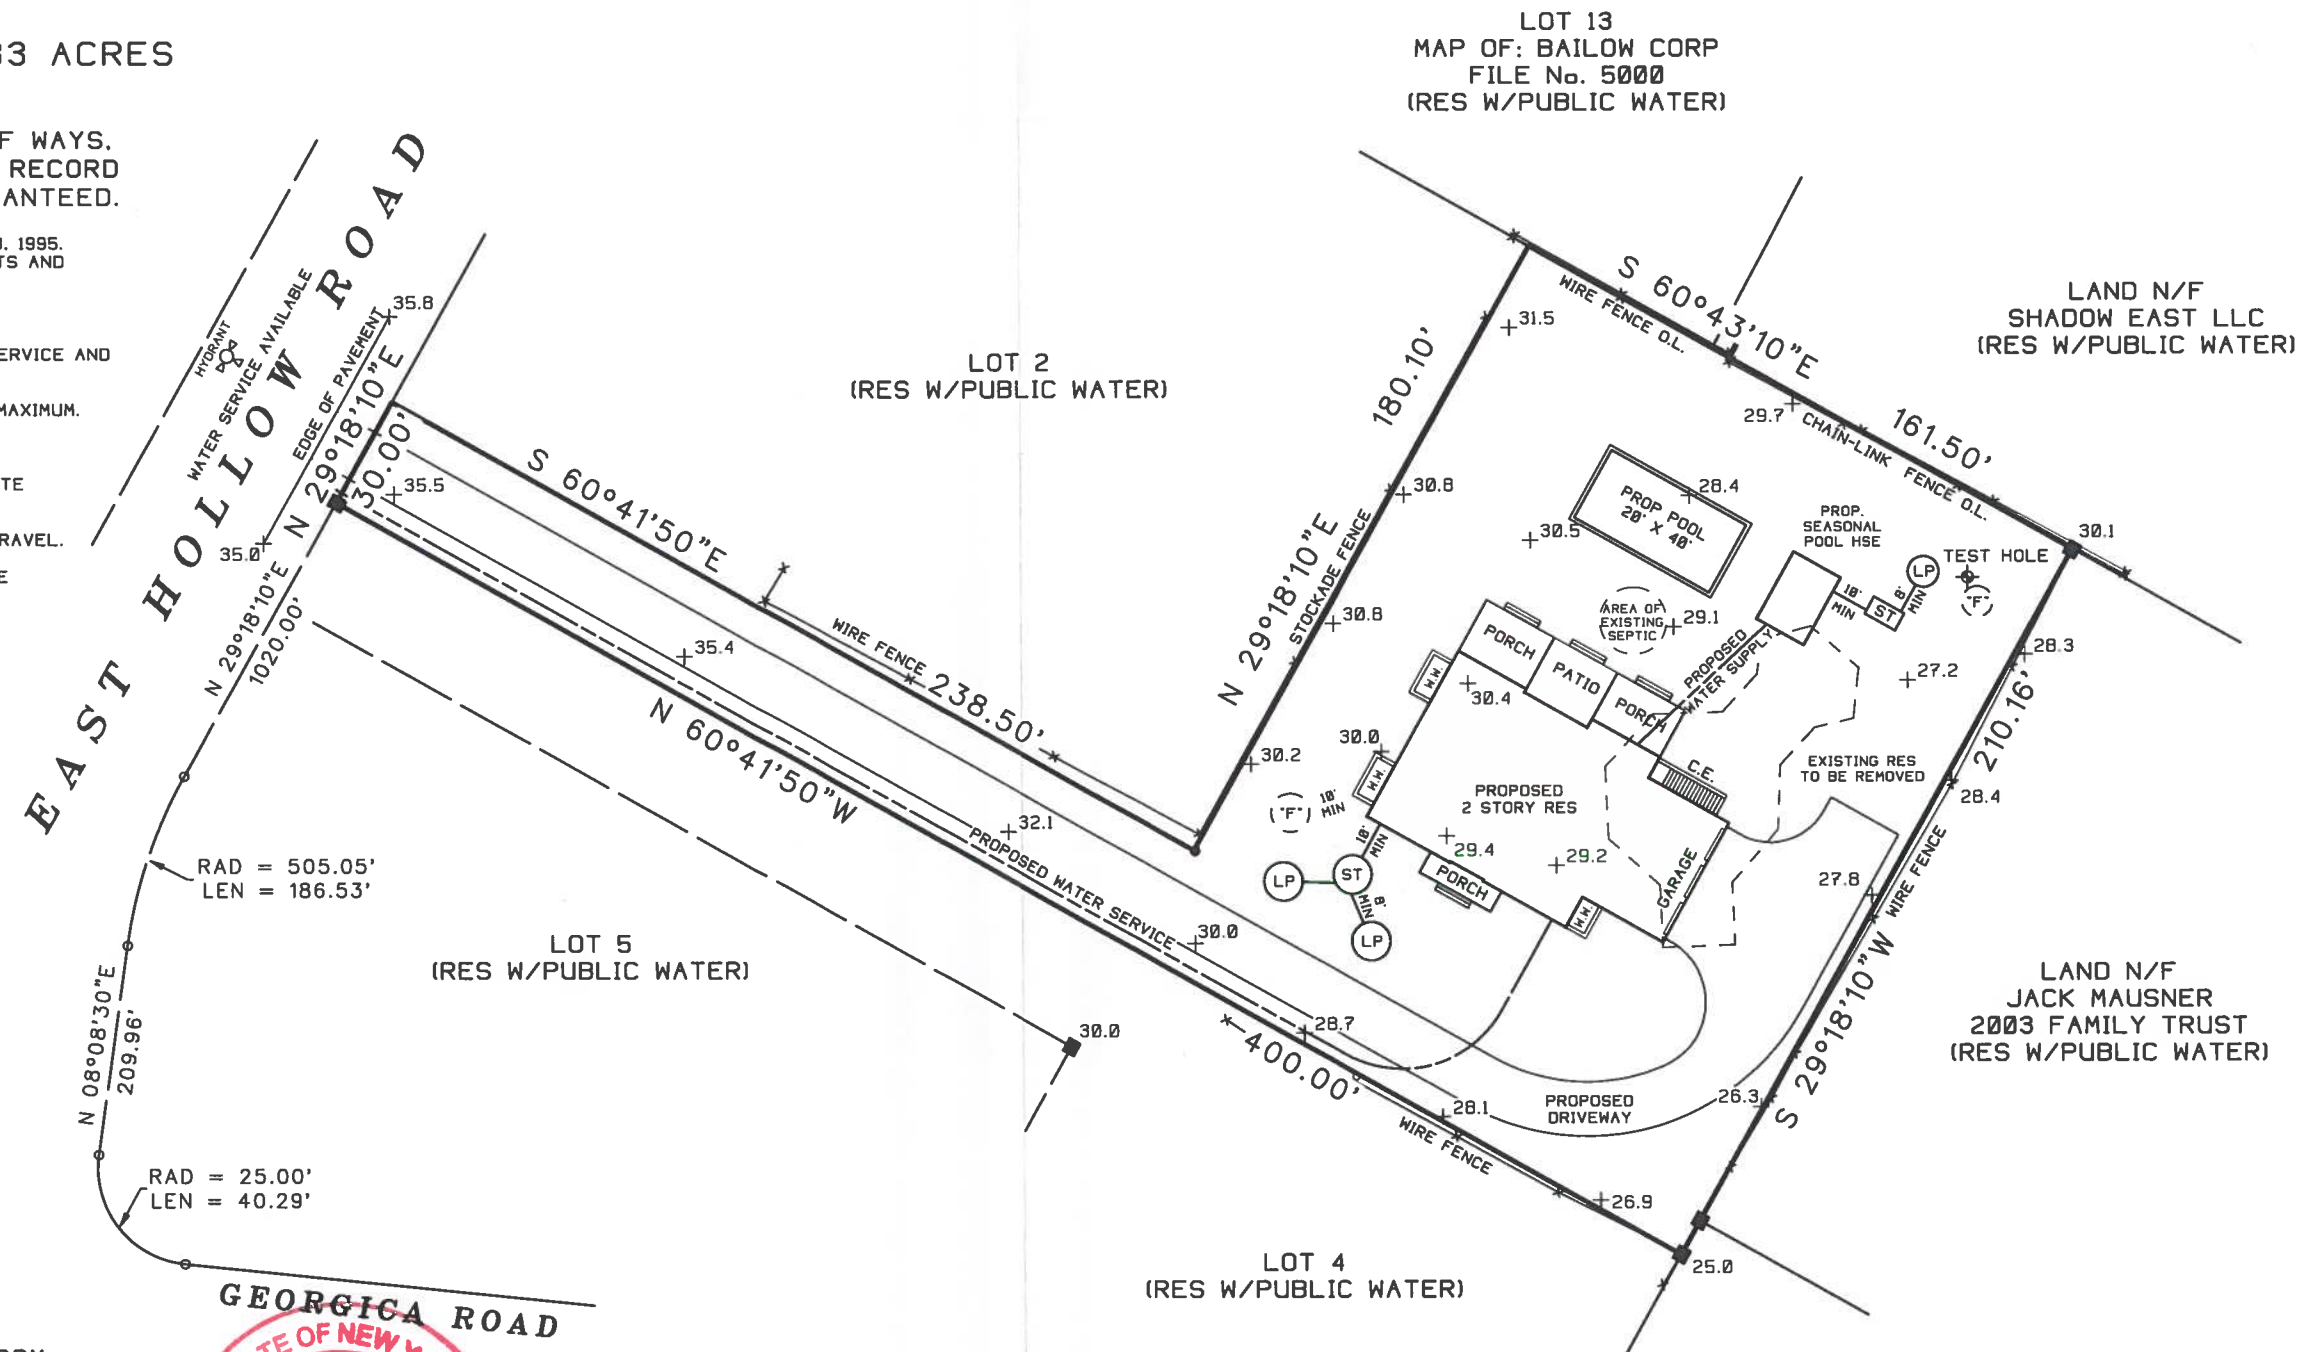 33 ACRES
F WAYS,
RECORD
ANTEED.
1995.
TS AND
ERVICE AND
MAXIMUM.
TE
RAVEL.
E
LOT 13
MAP OF: BAILOW CORP
FILE No. 5000
(RES W/PUBLIC WATER)
LAND N/F
SHADOW EAST LLC
(RES W/PUBLIC WATER)
LOT 2
(RES W/PUBLIC WATER)
EAST HOLLOW ROAD
HYDRANT
WATER SERVICE AVAILABLE
EDGE OF PAVEMENT
35.8
N 29°18'10"E
30.00'
35.5
35.0
N 29°18'10"E
1020.00'
S 60°41'50"E
WIRE FENCE
238.50'
35.4
N 60°41'50"W
32.1
PROPOSED WATER SERVICE
30.0
28.7
400.00'
28.1
WIRE FENCE
26.9
25.0
S 60°43'10"E
161.50'
WIRE FENCE O.L.
CHAIN-LINK FENCE O.L.
31.5
180.10'
N 29°18'10"E
STOCKADE FENCE
30.8
30.8
30.2
29.7
30.1
28.4
PROP POOL
20' X 40'
30.5
PROP.
SEASONAL
POOL HSE
TEST HOLE
LP
"F"
ST
10'
MIN
8'
MIN
AREA OF
EXISTING
SEPTIC
29.1
PROPOSED
WATER SUPPLY
28.3
27.2
210.16'
PORCH
PATIO
PORCH
W.W.
30.4
30.0
W.W.
C.E.
EXISTING RES
TO BE REMOVED
28.4
PROPOSED
2 STORY RES
29.4
29.2
GARAGE
27.8
WIRE FENCE
"F"
10'
MIN
10'
MIN
LP
ST
PORCH
8'
MIN
LP
W.W.
S 29°18'10"W
26.3
PROPOSED
DRIVEWAY
LAND N/F
JACK MAUSNER
2003 FAMILY TRUST
(RES W/PUBLIC WATER)
RAD = 505.05'
LEN = 186.53'
LOT 5
(RES W/PUBLIC WATER)
30.0
N 08°08'30"E
209.96'
RAD = 25.00'
LEN = 40.29'
LOT 4
(RES W/PUBLIC WATER)
GEORGICA ROAD
TE OF NEW Y